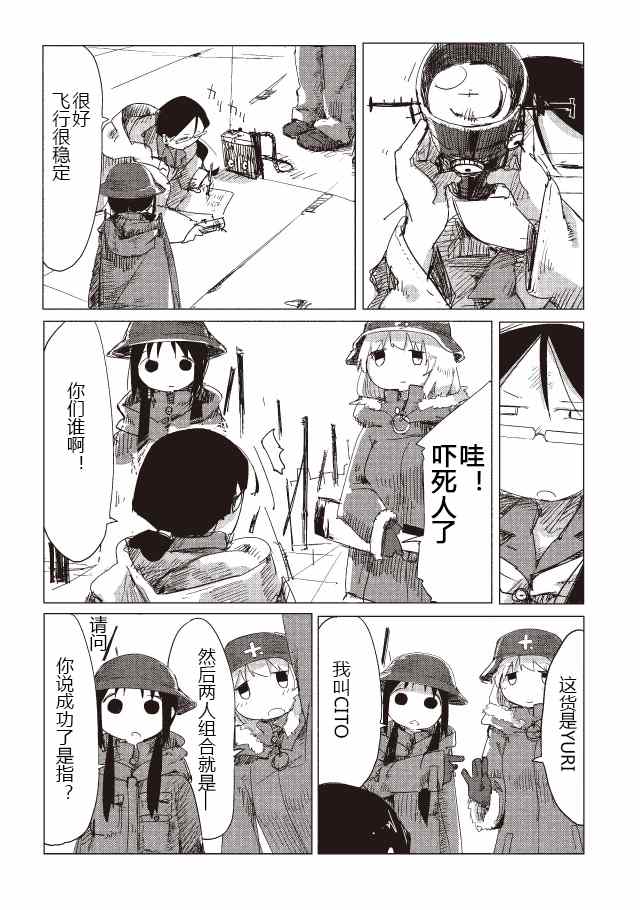 很好
飞行很稳定
哇！
吓死人了
你们谁啊！
这货是YURI
我叫CITO
然后两人组合就是—
请问
你说成功了是指？